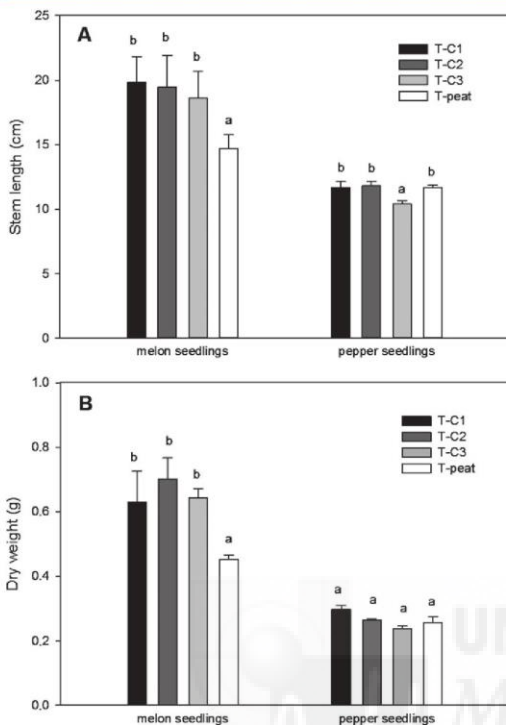 A
T-C1
T-C2
T-C3
T-peat
b
b
b
a
b
b
a
b
25
20
15
10
5
0
Stem length (cm)
melon seedlings
pepper seedlings
B
T-C1
T-C2
T-C3
T-peat
b
b
b
a
a
a
a
a
1.0
0.8
0.6
0.4
0.2
0.0
Dry weight (g)
melon seedlings
pepper seedlings
UN
M